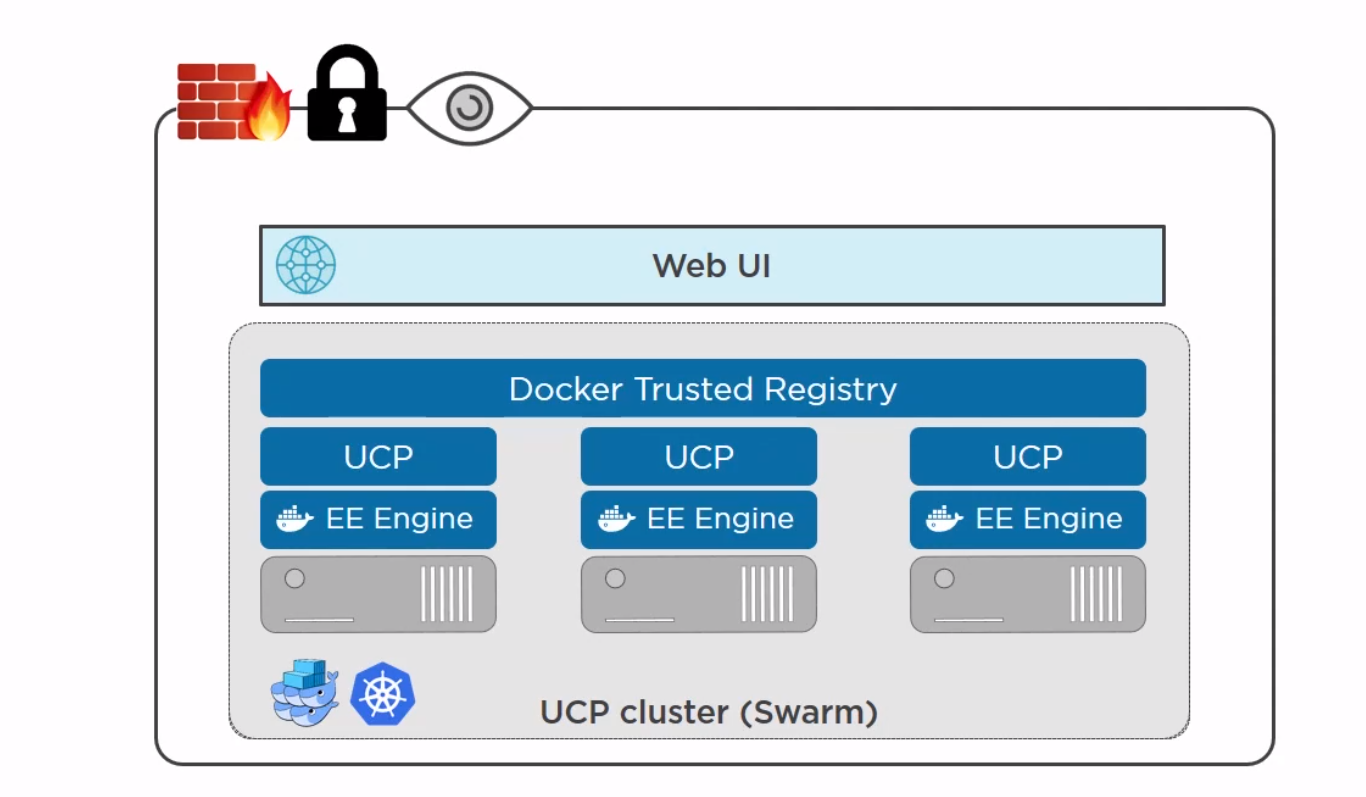 Web UI
Docker Trusted Registry
UCP
UCP
UCP
EE Engine
EE Engine
EE Engine
UCP cluster (Swarm)